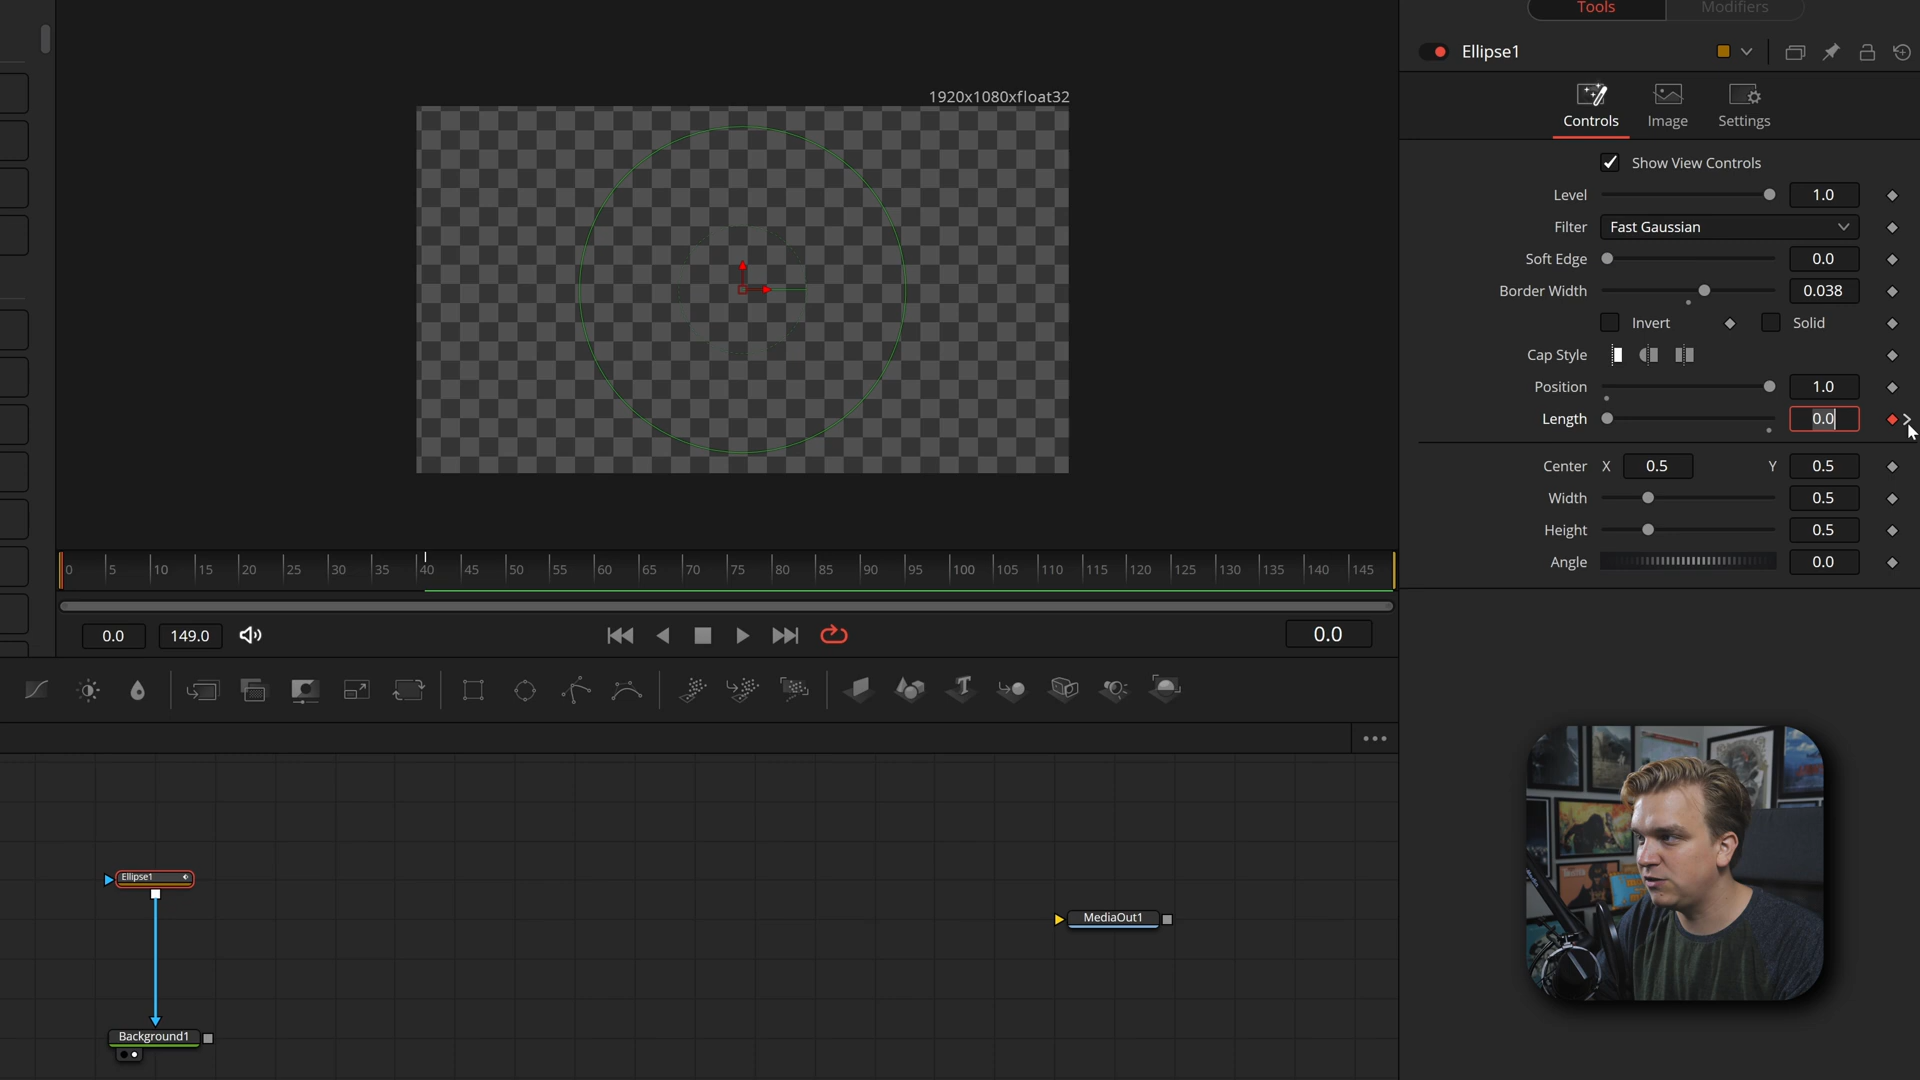 Tools Modifiers
Ellipse1
Controls Image Settings
1920x1080xfloat32
Show View Controls
Level 1.0
Filter Fast Gaussian
Soft Edge 0.0
Border Width 0.038
Invert Solid
Cap Style
Position 1.0
Length 0.0
Center X 0.5 Y 0.5
Width 0.5
Height 0.5
Angle 0.0
0 5 10 15 20 25 30 35 40 45 50 55 60 65 70 75 80 85 90 95 100 105 110 115 120 125 130 135 140 145
0.0 149.0 0.0
Ellipse1
MediaOut1
Background1